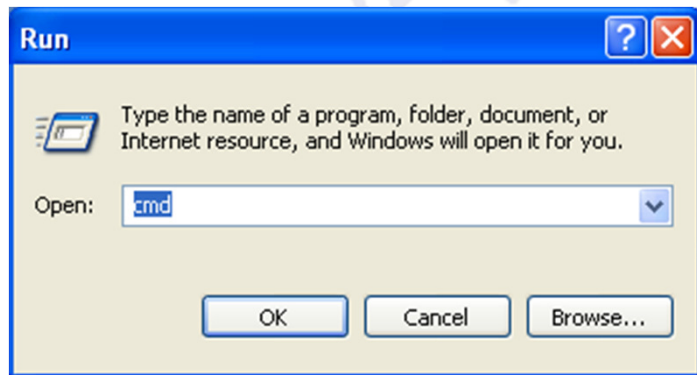 Run
Type the name of a program, folder, document, or
Internet resource, and Windows will open it for you.
Open: cmd
OK Cancel Browse...